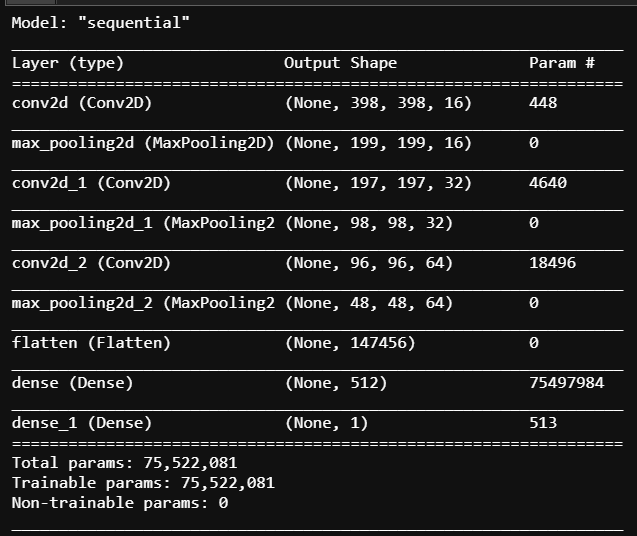 Model: "sequential"
Layer (type) Output Shape Param #
conv2d (Conv2D) (None, 398, 398, 16) 448
max_pooling2d (MaxPooling2D) (None, 199, 199, 16) 0
conv2d_1 (Conv2D) (None, 197, 197, 32) 4640
max_pooling2d_1 (MaxPooling2 (None, 98, 98, 32) 0
conv2d_2 (Conv2D) (None, 96, 96, 64) 18496
max_pooling2d_2 (MaxPooling2 (None, 48, 48, 64) 0
flatten (Flatten) (None, 147456) 0
dense (Dense) (None, 512) 75497984
dense_1 (Dense) (None, 1) 513
Total params: 75,522,081
Trainable params: 75,522,081
Non-trainable params: 0